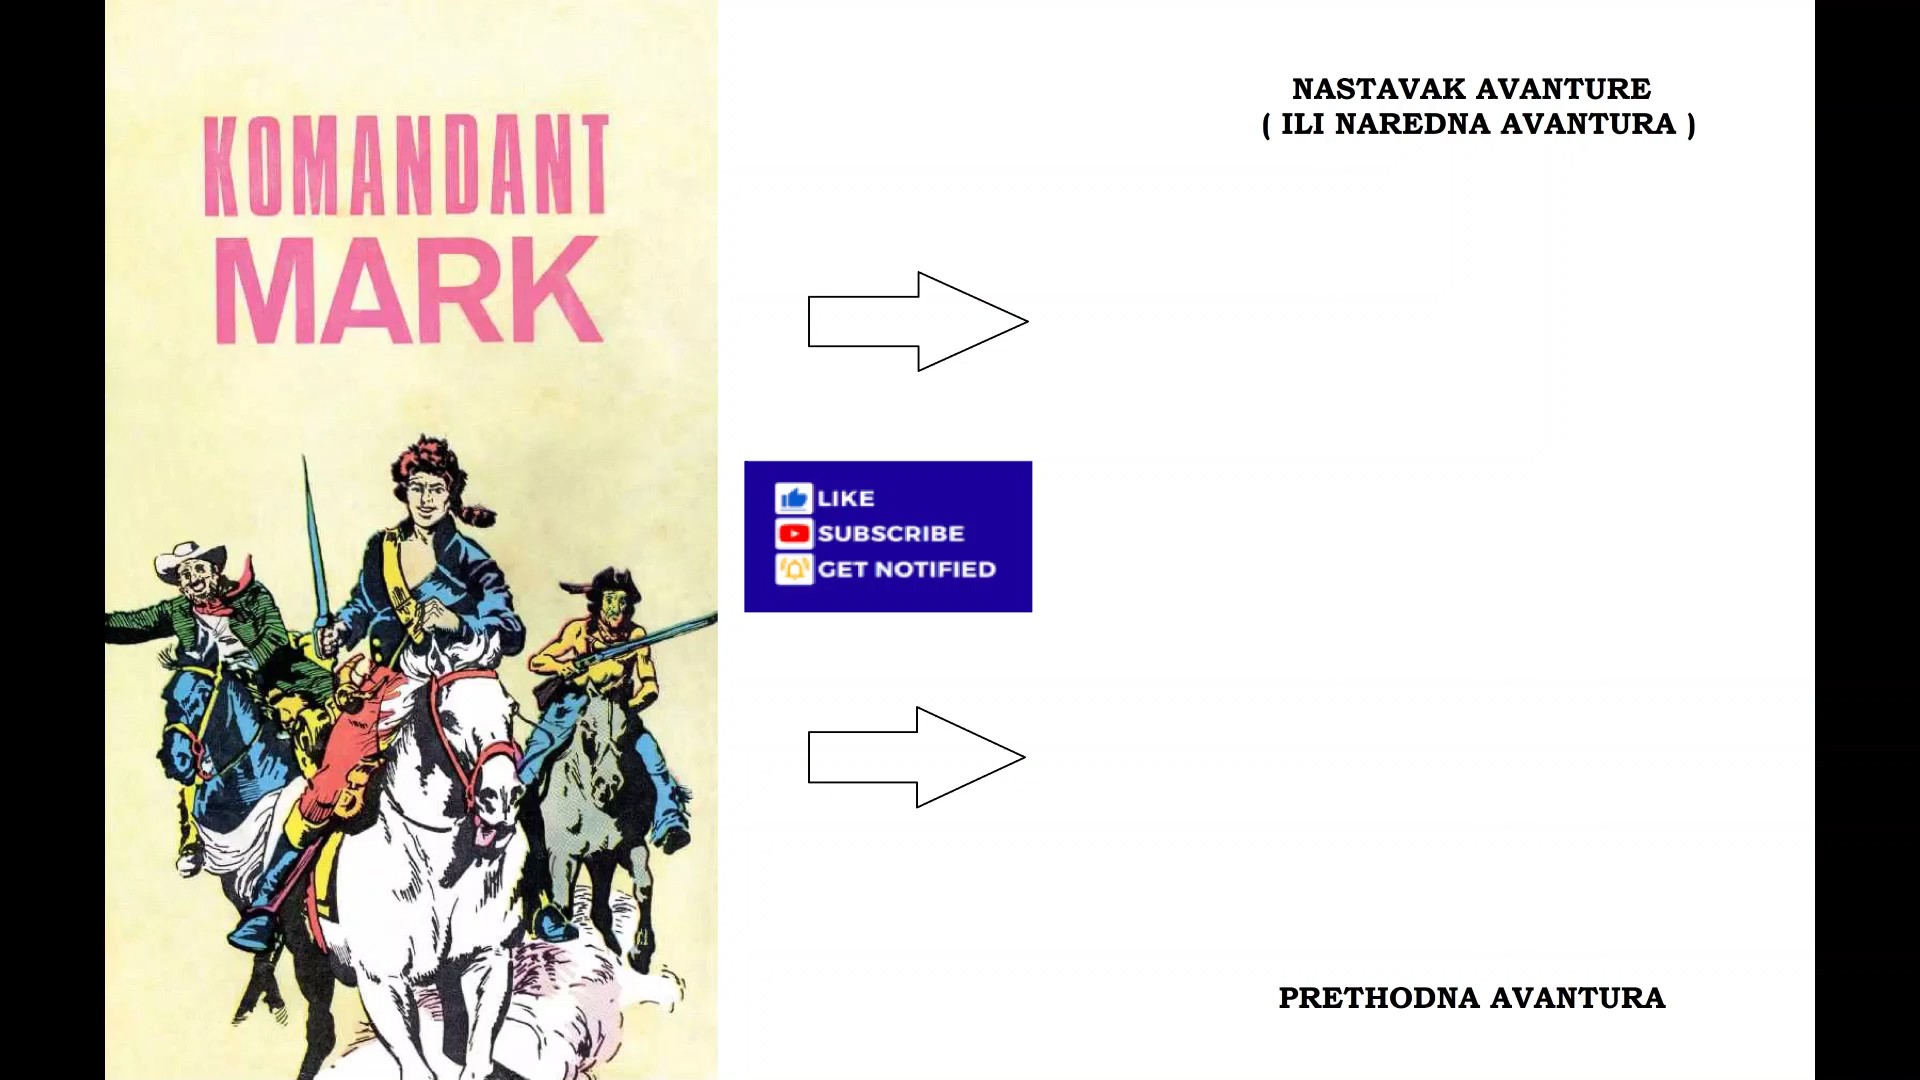 KOMANDANT
MARK
NASTAVAK AVANTURE
( ILI NAREDNA AVANTURA )
LIKE
SUBSCRIBE
GET NOTIFIED
PRETHODNA AVANTURA